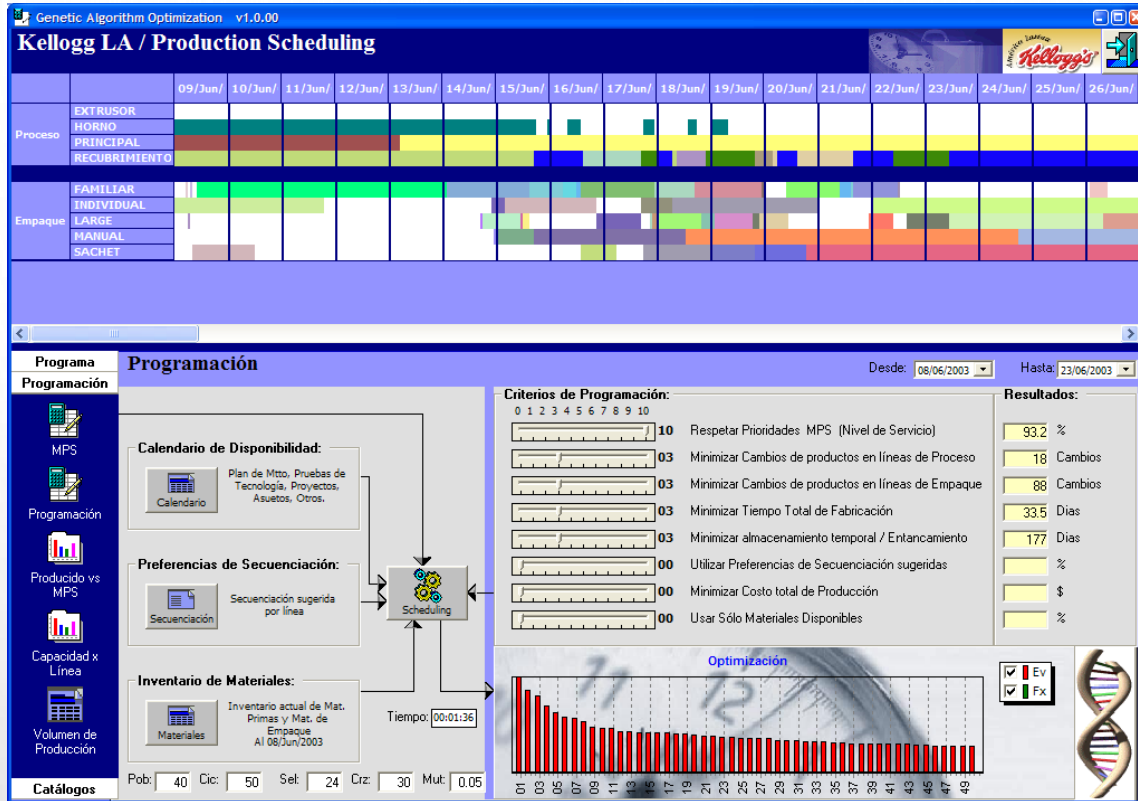 Genetic Algorithm Optimization v1.0.00
Kellogg LA / Production Scheduling
América Latina
Kellogg's
09/Jun/ 10/Jun/ 11/Jun/ 12/Jun/ 13/Jun/ 14/Jun/ 15/Jun/ 16/Jun/ 17/Jun/ 18/Jun/ 19/Jun/ 20/Jun/ 21/Jun/ 22/Jun/ 23/Jun/ 24/Jun/ 25/Jun/ 26/Jun/
Proceso
EXTRUSOR
HORNO
PRINCIPAL
RECUBRIMIENTO
Empaque
FAMILIAR
INDIVIDUAL
LARGE
MANUAL
SACHET
Programa
Programación
MPS
Programación
Producido vs
MPS
Capacidad x
Línea
Volumen de
Producción
Catálogos
Programación
Desde: 08/06/2003
Hasta: 23/06/2003
Calendario de Disponibilidad:
Calendario
Plan de Mtto, Pruebas de
Tecnología, Proyectos,
Asuetos, Otros.
Preferencias de Secuenciación:
Secuenciación
Secuenciación sugerida
por línea
Inventario de Materiales:
Materiales
Inventario actual de Mat.
Primas y Mat. de
Empaque
Al 08/Jun/2003
Scheduling
Tiempo: 00:01:36
Pob: 40 Cic: 50 Sel: 24 Crz: 30 Mut: 0.05
Criterios de Programación:
0 1 2 3 4 5 6 7 8 9 10
10 Respetar Prioridades MPS (Nivel de Servicio)
03 Minimizar Cambios de productos en líneas de Proceso
03 Minimizar Cambios de productos en líneas de Empaque
03 Minimizar Tiempo Total de Fabricación
03 Minimizar almacenamiento temporal / Entancamiento
00 Utilizar Preferencias de Secuenciación sugeridas
00 Minimizar Costo total de Producción
00 Usar Sólo Materiales Disponibles
Resultados:
93.2 %
18 Cambios
88 Cambios
33.5 Dias
177 Dias
%
$
%
Optimización
Ev
Fx
01 03 05 07 09 11 13 15 17 19 21 23 25 27 29 31 33 35 37 39 41 43 45 47 49